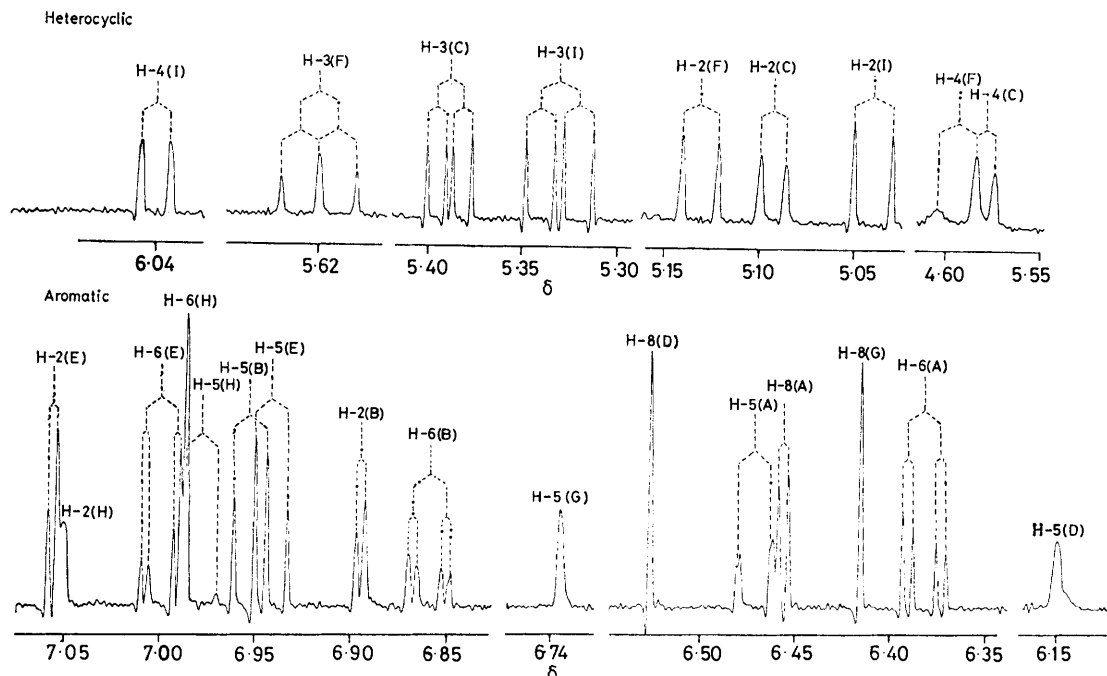 Heterocyclic
H-4(I)
H-3(F)
H-3(C)
H-3(I)
H-2(F)
H-2(C)
H-2(I)
H-4(F)
H-4(C)
6·04
5·62
5·40
5·35
5·30
5·15
5·10
5·05
4·60
5·55
δ
Aromatic
H-2(E)
H-2(H)
H-6(E)
H-6(H)
H-5(H)
H-5(B)
H-5(E)
H-2(B)
H-6(B)
H-5(G)
H-8(D)
H-5(A)
H-8(A)
H-8(G)
H-6(A)
H-5(D)
7·05
7·00
6·95
6·90
6·85
6·74
6·50
6·45
6·40
6·35
6·15
δ